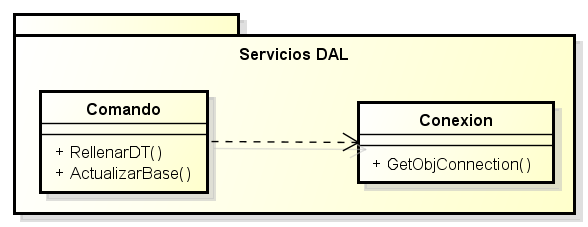 Servicios DAL
Comando
+ RellenarDT()
+ ActualizarBase()
Conexion
+ GetObjConnection()